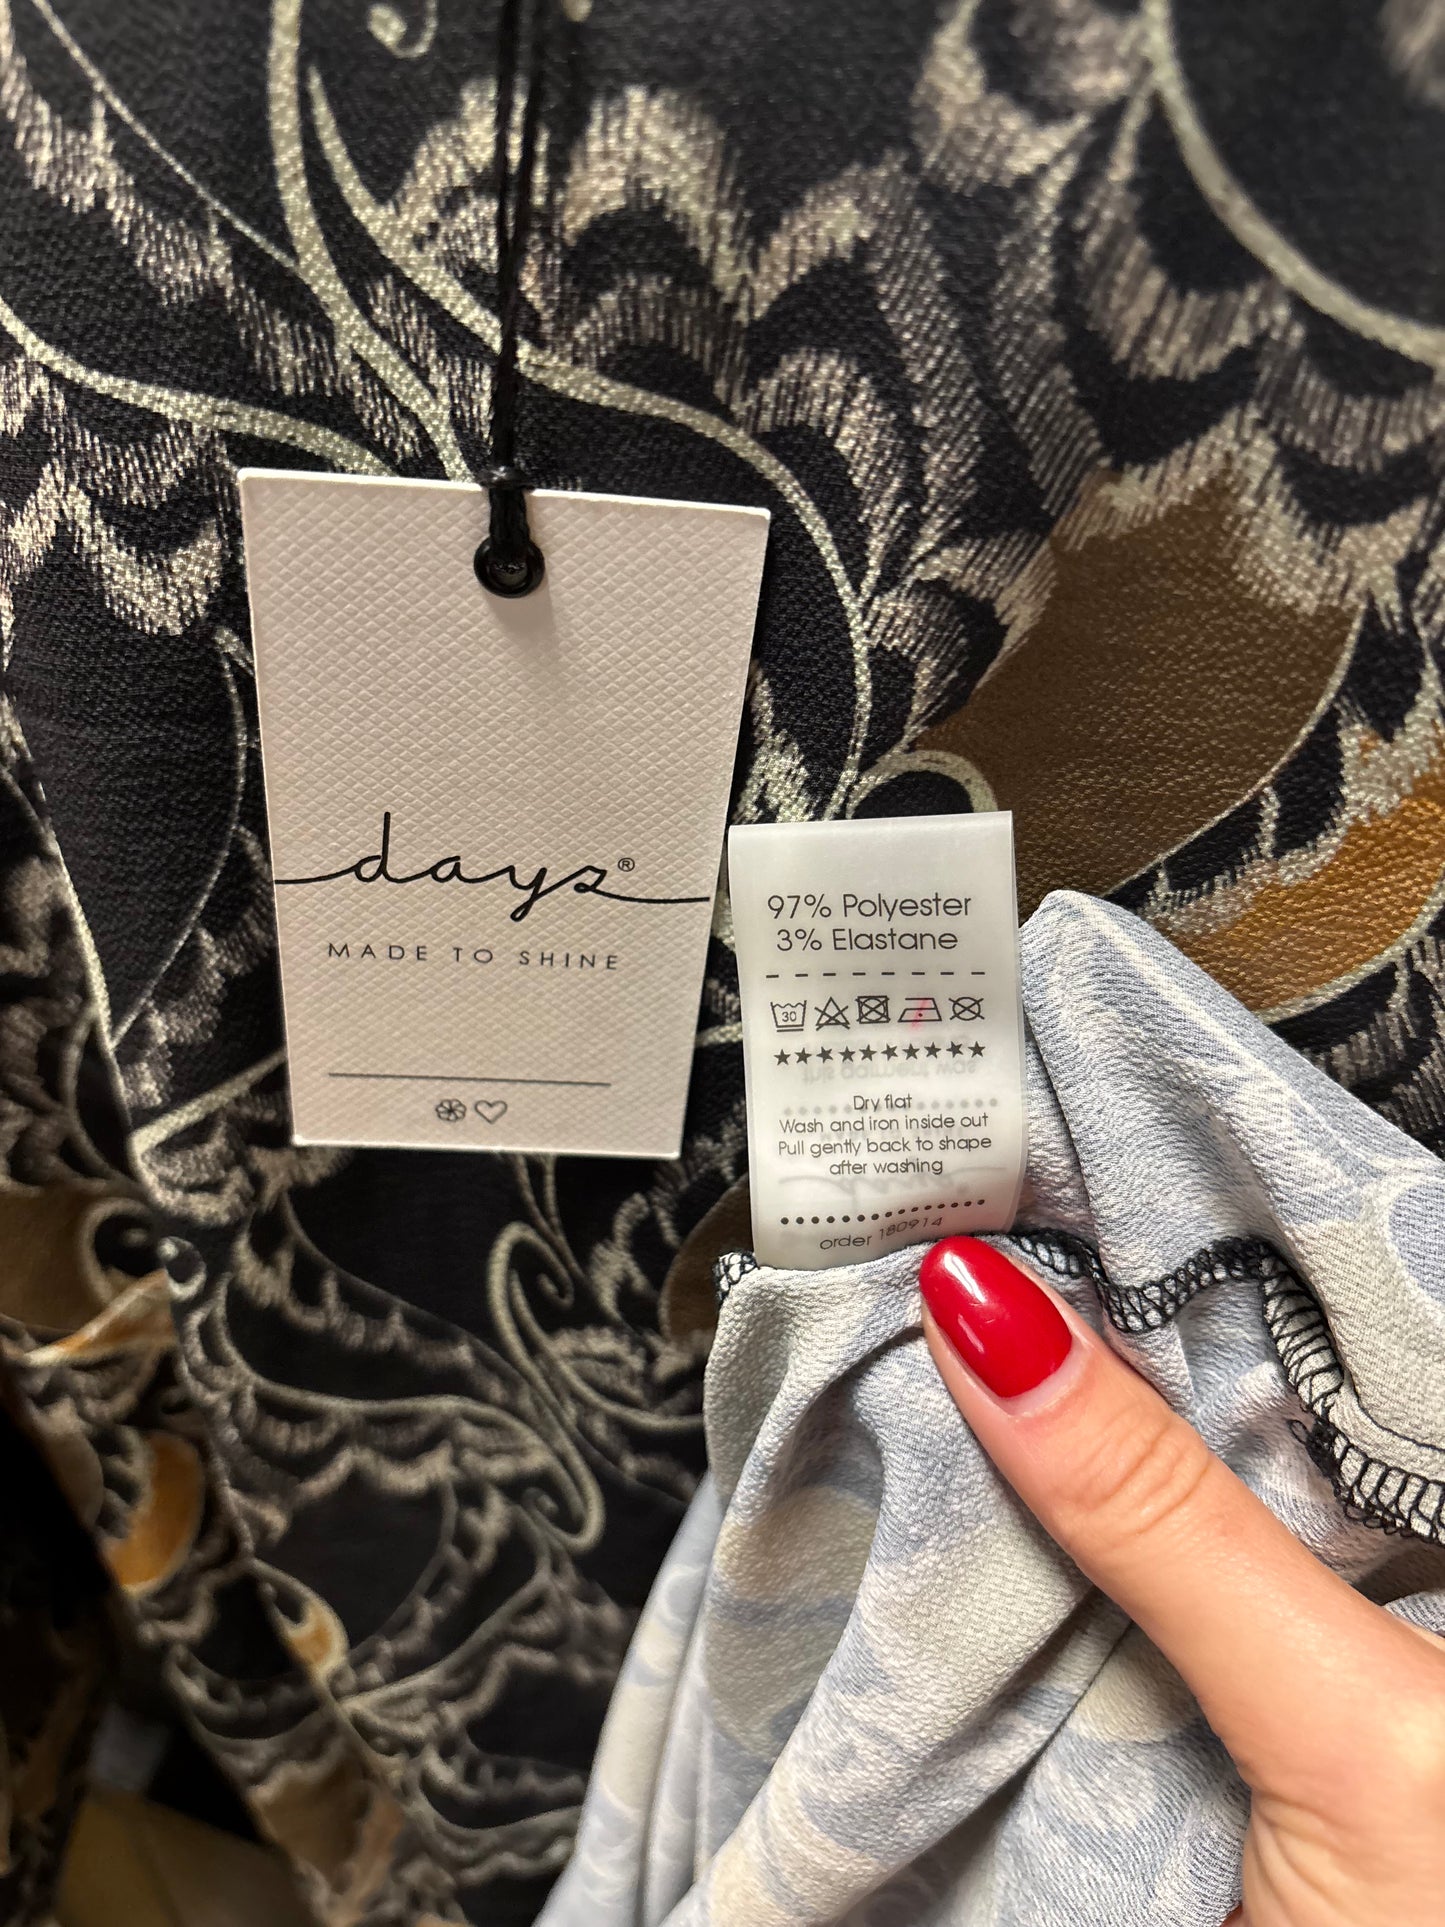 days®
MADE TO SHINE
97% Polyester
3% Elastane
30
Dry flat
Wash and iron inside out
Pull gently back to shape
after washing
order 180914